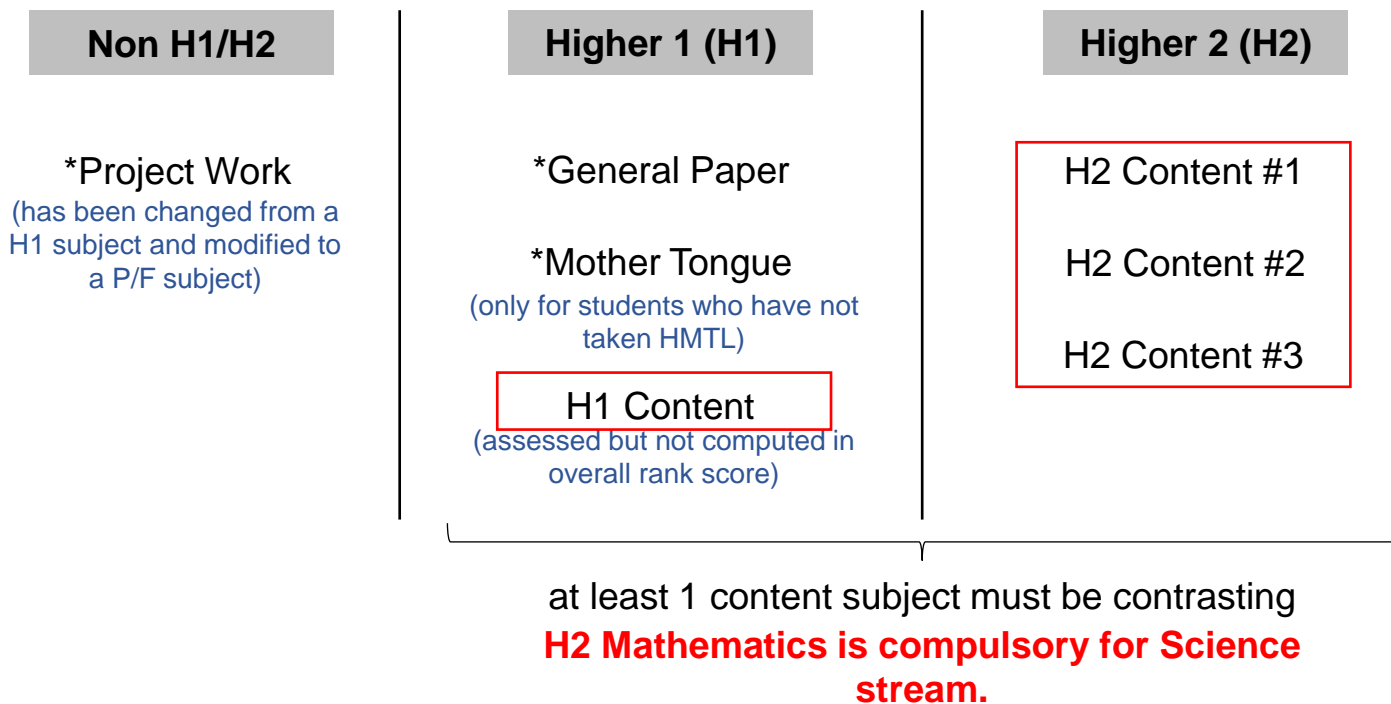 Non H1/H2
*Project Work
(has been changed from a
H1 subject and modified to
a P/F subject)
Higher 1 (H1)
*General Paper
*Mother Tongue
(only for students who have not
taken HMTL)
H1 Content
(assessed but not computed in
overall rank score)
Higher 2 (H2)
H2 Content #1
H2 Content #2
H2 Content #3
at least 1 content subject must be contrasting
H2 Mathematics is compulsory for Science
stream.